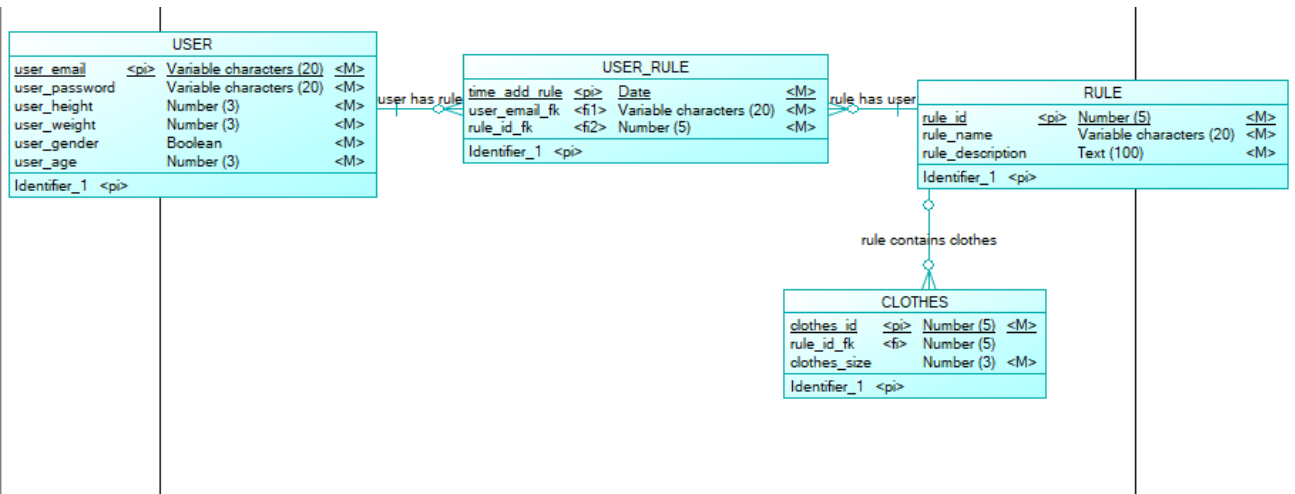 USER
user_email <pi> Variable characters (20) <M>
user_password Variable characters (20) <M>
user_height Number (3) <M>
user_weight Number (3) <M>
user_gender Boolean <M>
user_age Number (3) <M>
Identifier_1 <pi>
user has rule
USER_RULE
time_add_rule <pi> Date <M>
user_email_fk <fi1> Variable characters (20) <M>
rule_id_fk <fi2> Number (5) <M>
Identifier_1 <pi>
rule has user
RULE
rule_id <pi> Number (5) <M>
rule_name Variable characters (20) <M>
rule_description Text (100) <M>
Identifier_1 <pi>
rule contains clothes
CLOTHES
clothes_id <pi> Number (5) <M>
rule_id_fk <fi> Number (5)
clothes_size Number (3) <M>
Identifier_1 <pi>